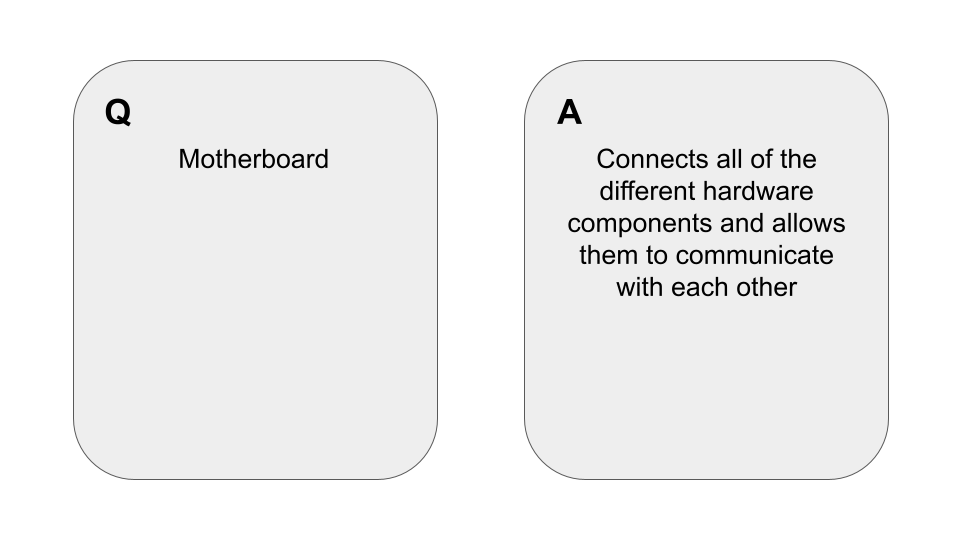 Q
Motherboard
A
Connects all of the
different hardware
components and allows
them to communicate
with each other